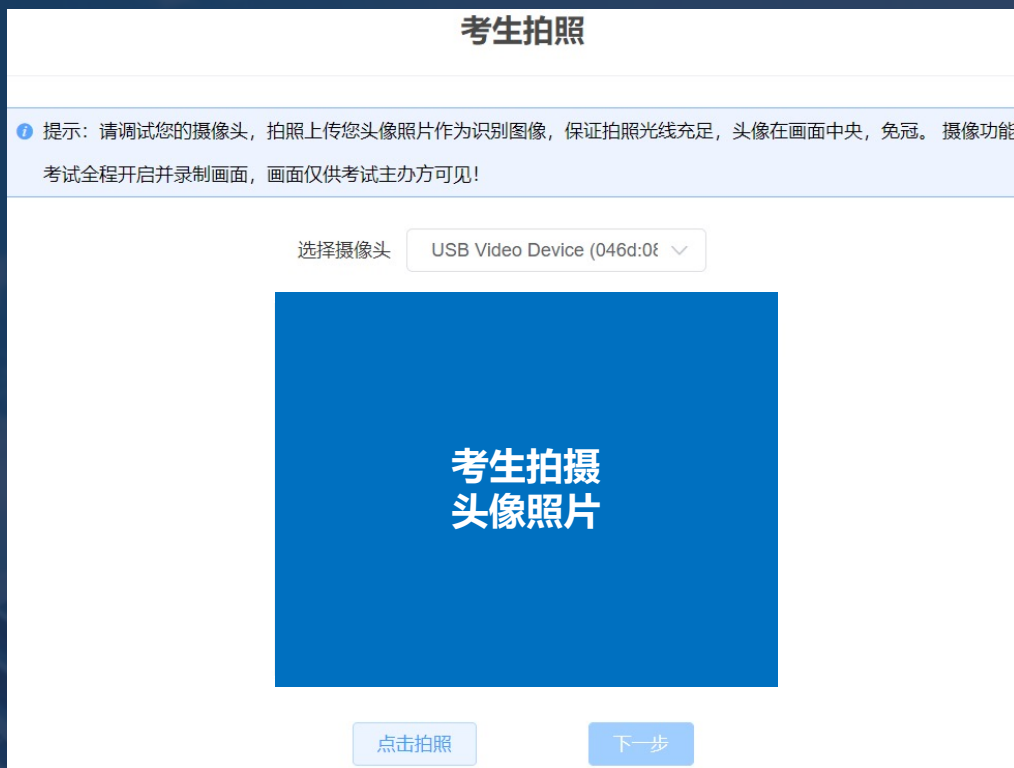 考生拍照
提示：请调试您的摄像头，拍照上传您头像照片作为识别图像，保证拍照光线充足，头像在画面中央，免冠。 摄像功能
考试全程开启并录制画面，画面仅供考试主办方可见！
选择摄像头 USB Video Device (046d:08
考生拍摄
头像照片
点击拍照 下一步